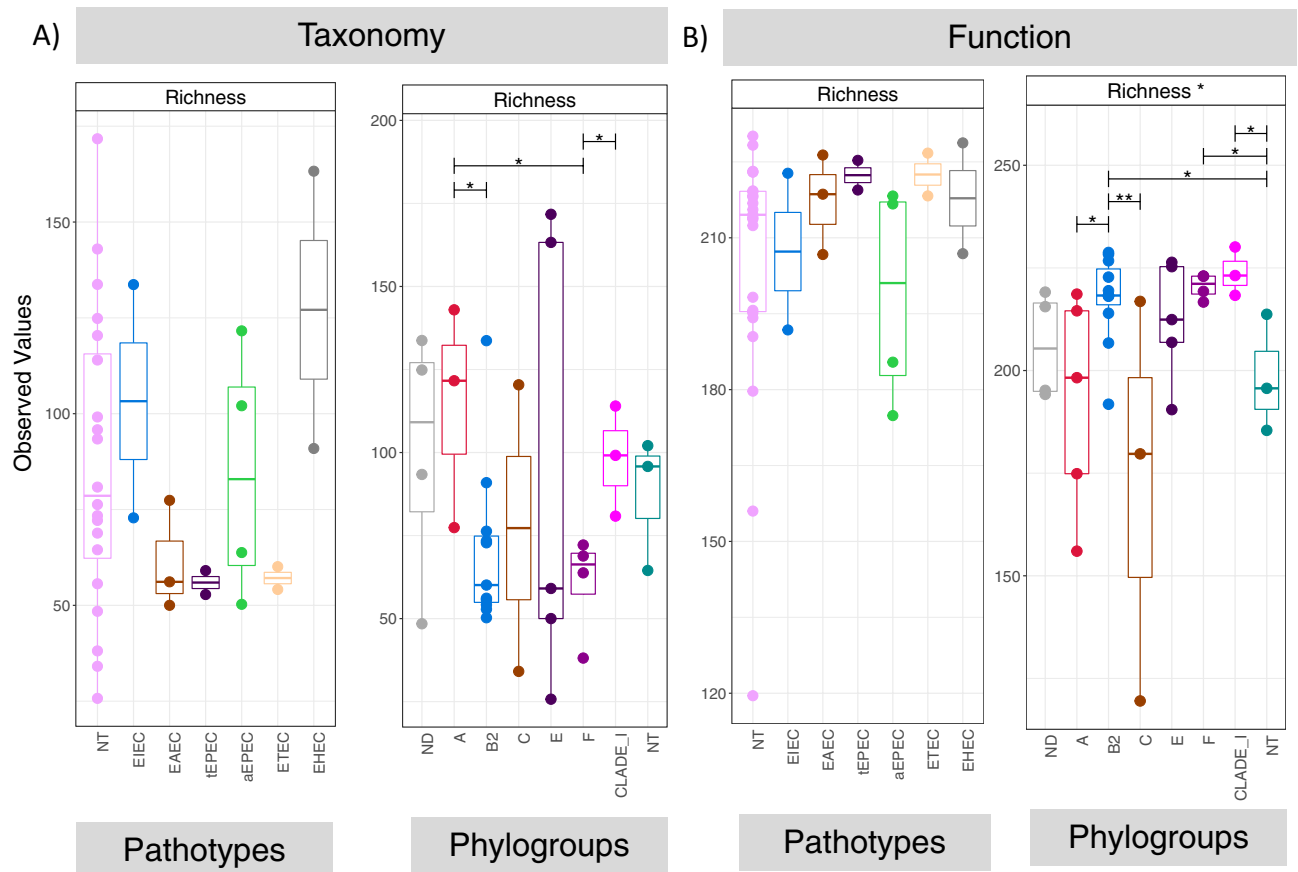 A)
Taxonomy
B)
Function
Richness
Richness
Richness
Richness *
Observed Values
150
100
50
200
150
100
50
210
180
150
120
250
200
150
*
*
*
*
**
*
*
*
NT
EIEC
EAEC
tEPEC
aEPEC
ETEC
EHEC
ND
A
B2
C
E
F
CLADE_I
NT
NT
EIEC
EAEC
tEPEC
aEPEC
ETEC
EHEC
ND
A
B2
C
E
F
CLADE_I
NT
Pathotypes
Phylogroups
Pathotypes
Phylogroups